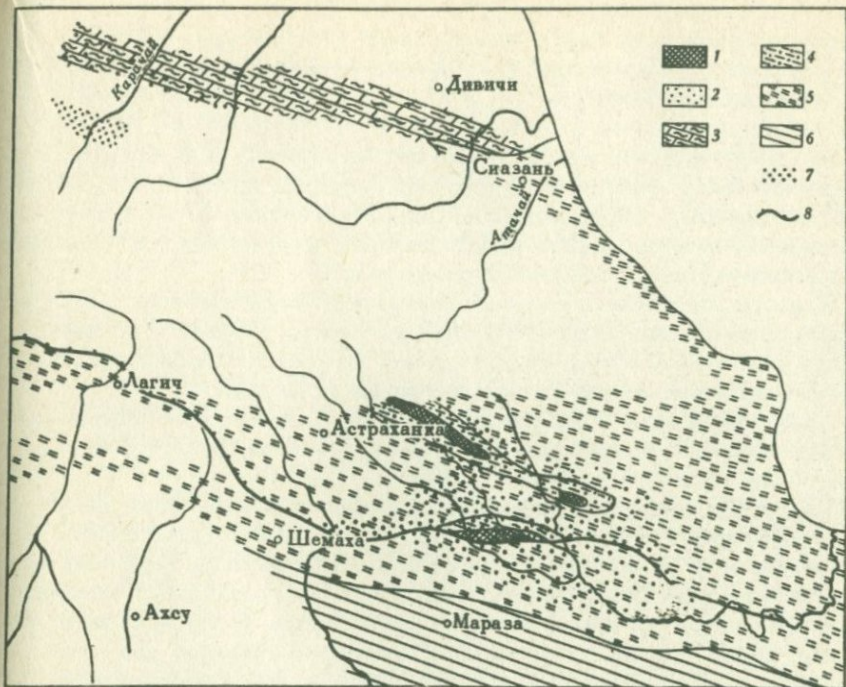 Карачай
Дивичи
1
4
2
5
3
6
7
8
Сиазань
Атачай
Лагич
Астраханка
Шемаха
Ахсу
Мараза